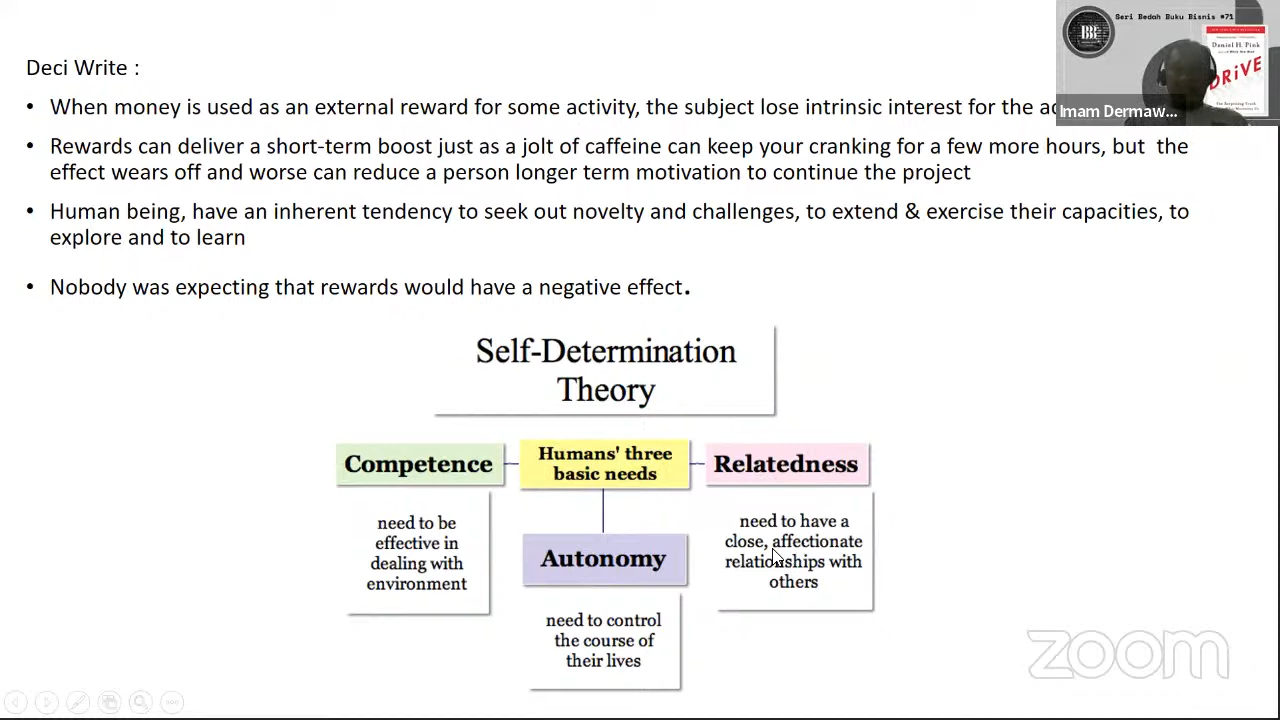 Seri Bedah Buku Bisnis #71
BB
Daniel H. Pink
DRiVE
Imam Dermaw...
Deci Write :
• When money is used as an external reward for some activity, the subject lose intrinsic interest for the
• Rewards can deliver a short-term boost just as a jolt of caffeine can keep your cranking for a few more hours, but the
effect wears off and worse can reduce a person longer term motivation to continue the project
• Human being, have an inherent tendency to seek out novelty and challenges, to extend & exercise their capacities, to
explore and to learn
• Nobody was expecting that rewards would have a negative effect.
Self-Determination
Theory
Competence
Humans' three
basic needs
Relatedness
need to be
effective in
dealing with
environment
Autonomy
need to control
the course of
their lives
need to have a
close, affectionate
relationships with
others
zoom